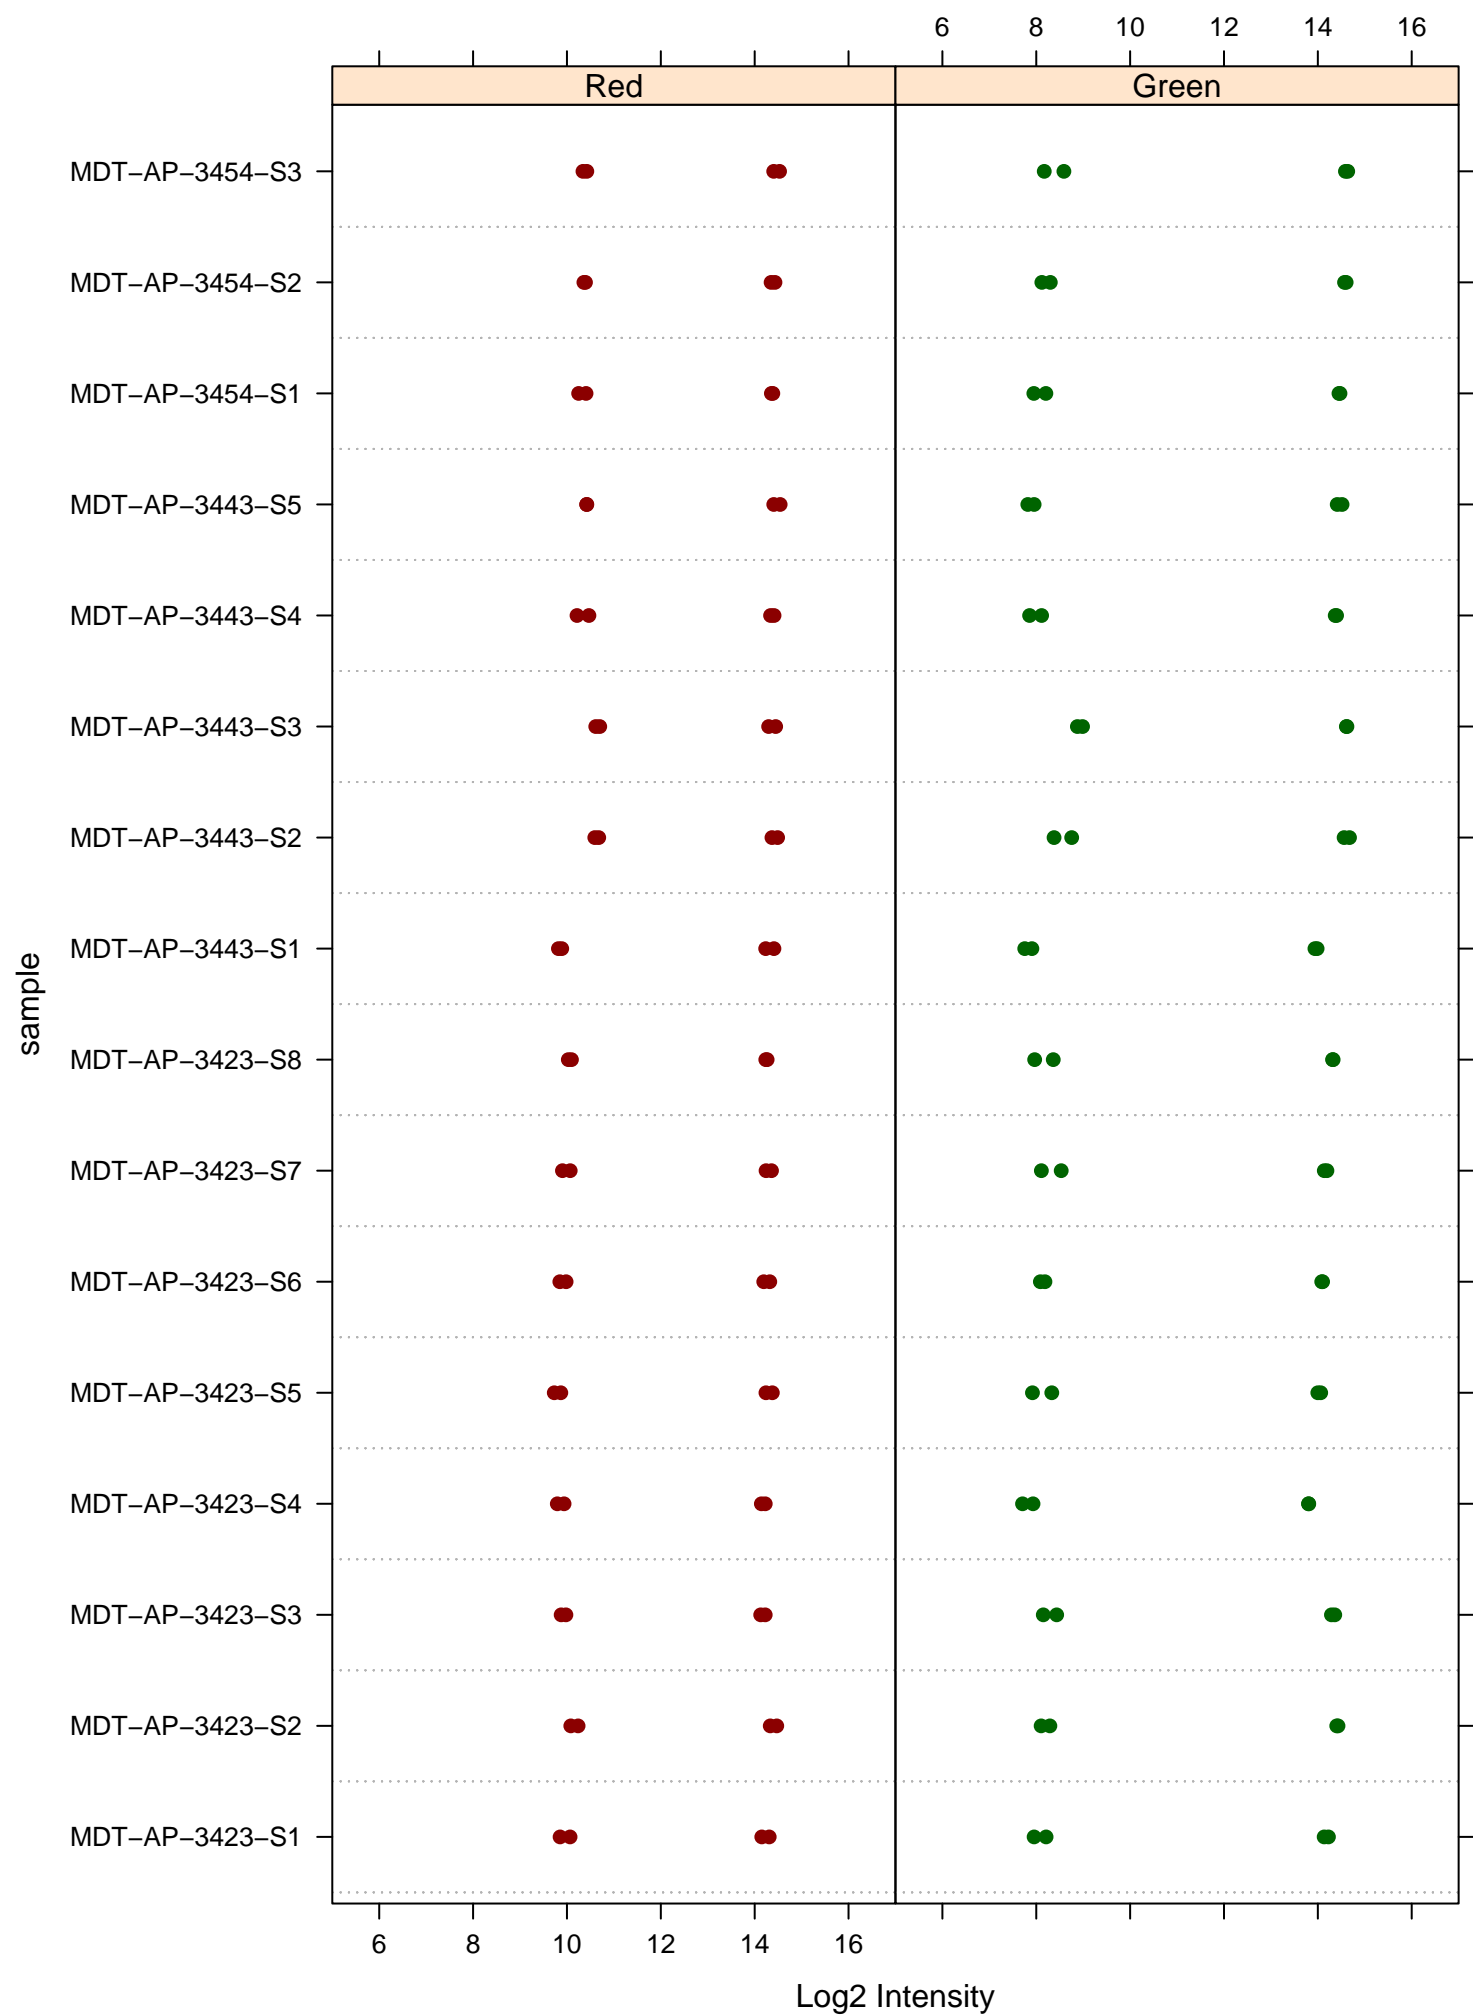 6 8 10 12 14 16
Red Green
MDT−AP−3454−S3
MDT−AP−3454−S2
MDT−AP−3454−S1
MDT−AP−3443−S5
MDT−AP−3443−S4
MDT−AP−3443−S3
MDT−AP−3443−S2
MDT−AP−3443−S1
MDT−AP−3423−S8
MDT−AP−3423−S7
MDT−AP−3423−S6
MDT−AP−3423−S5
MDT−AP−3423−S4
MDT−AP−3423−S3
MDT−AP−3423−S2
MDT−AP−3423−S1
sample
6 8 10 12 14 16
Log2 Intensity